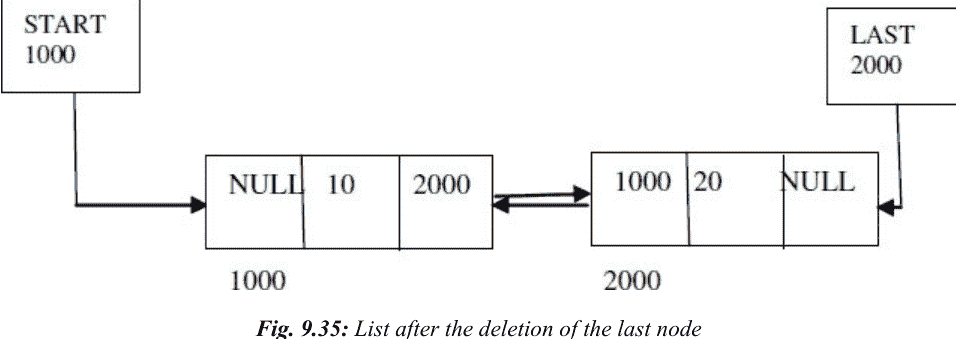 START
1000
LAST
2000
NULL 10 2000
1000 20 NULL
1000
2000
Fig. 9.35: List after the deletion of the last node